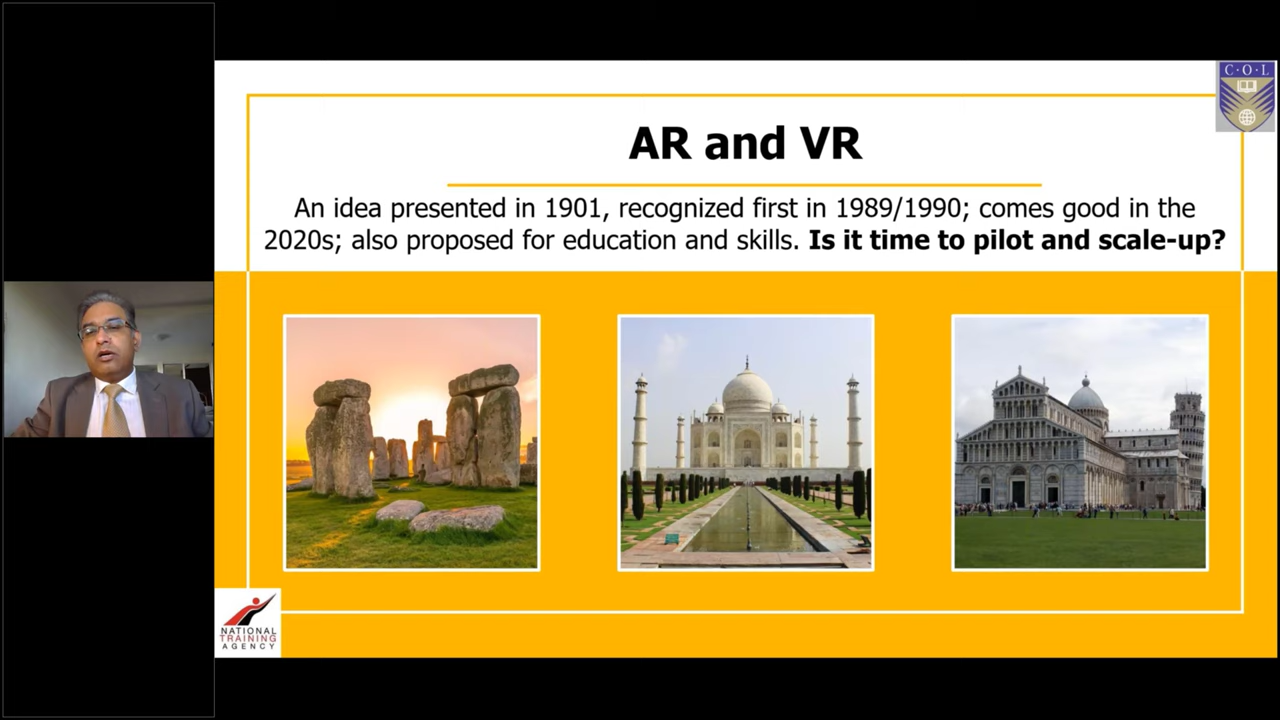 C·O·L
AR and VR
An idea presented in 1901, recognized first in 1989/1990; comes good in the
2020s; also proposed for education and skills. Is it time to pilot and scale-up?
NATIONAL
TRAINING
AGENCY